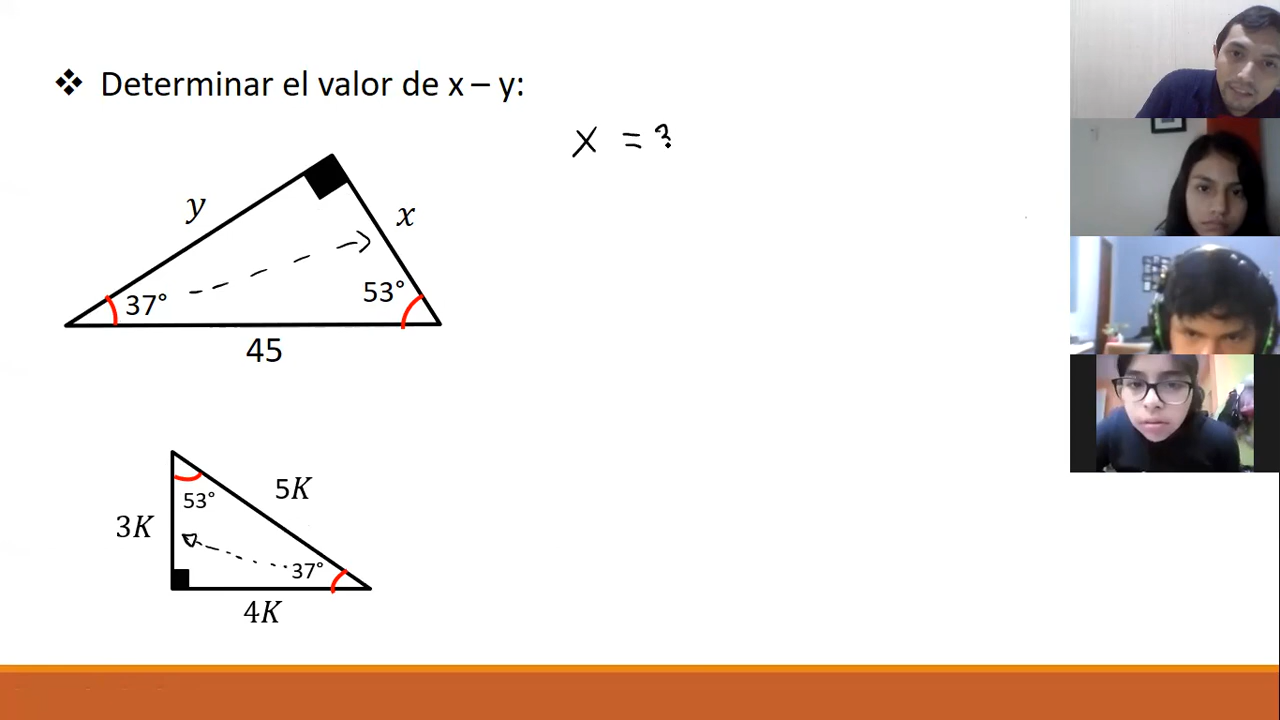 ❖ Determinar el valor de x – y:
x = ?
y
x
37°
53°
45
53°
5K
3K
37°
4K